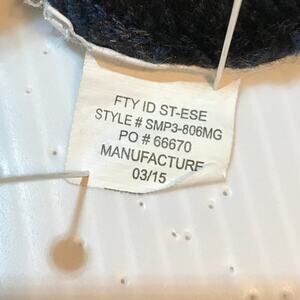 FTY ID ST-ESE
STYLE # SMP3-806MG
PO # 66670
MANUFACTURE
03/15